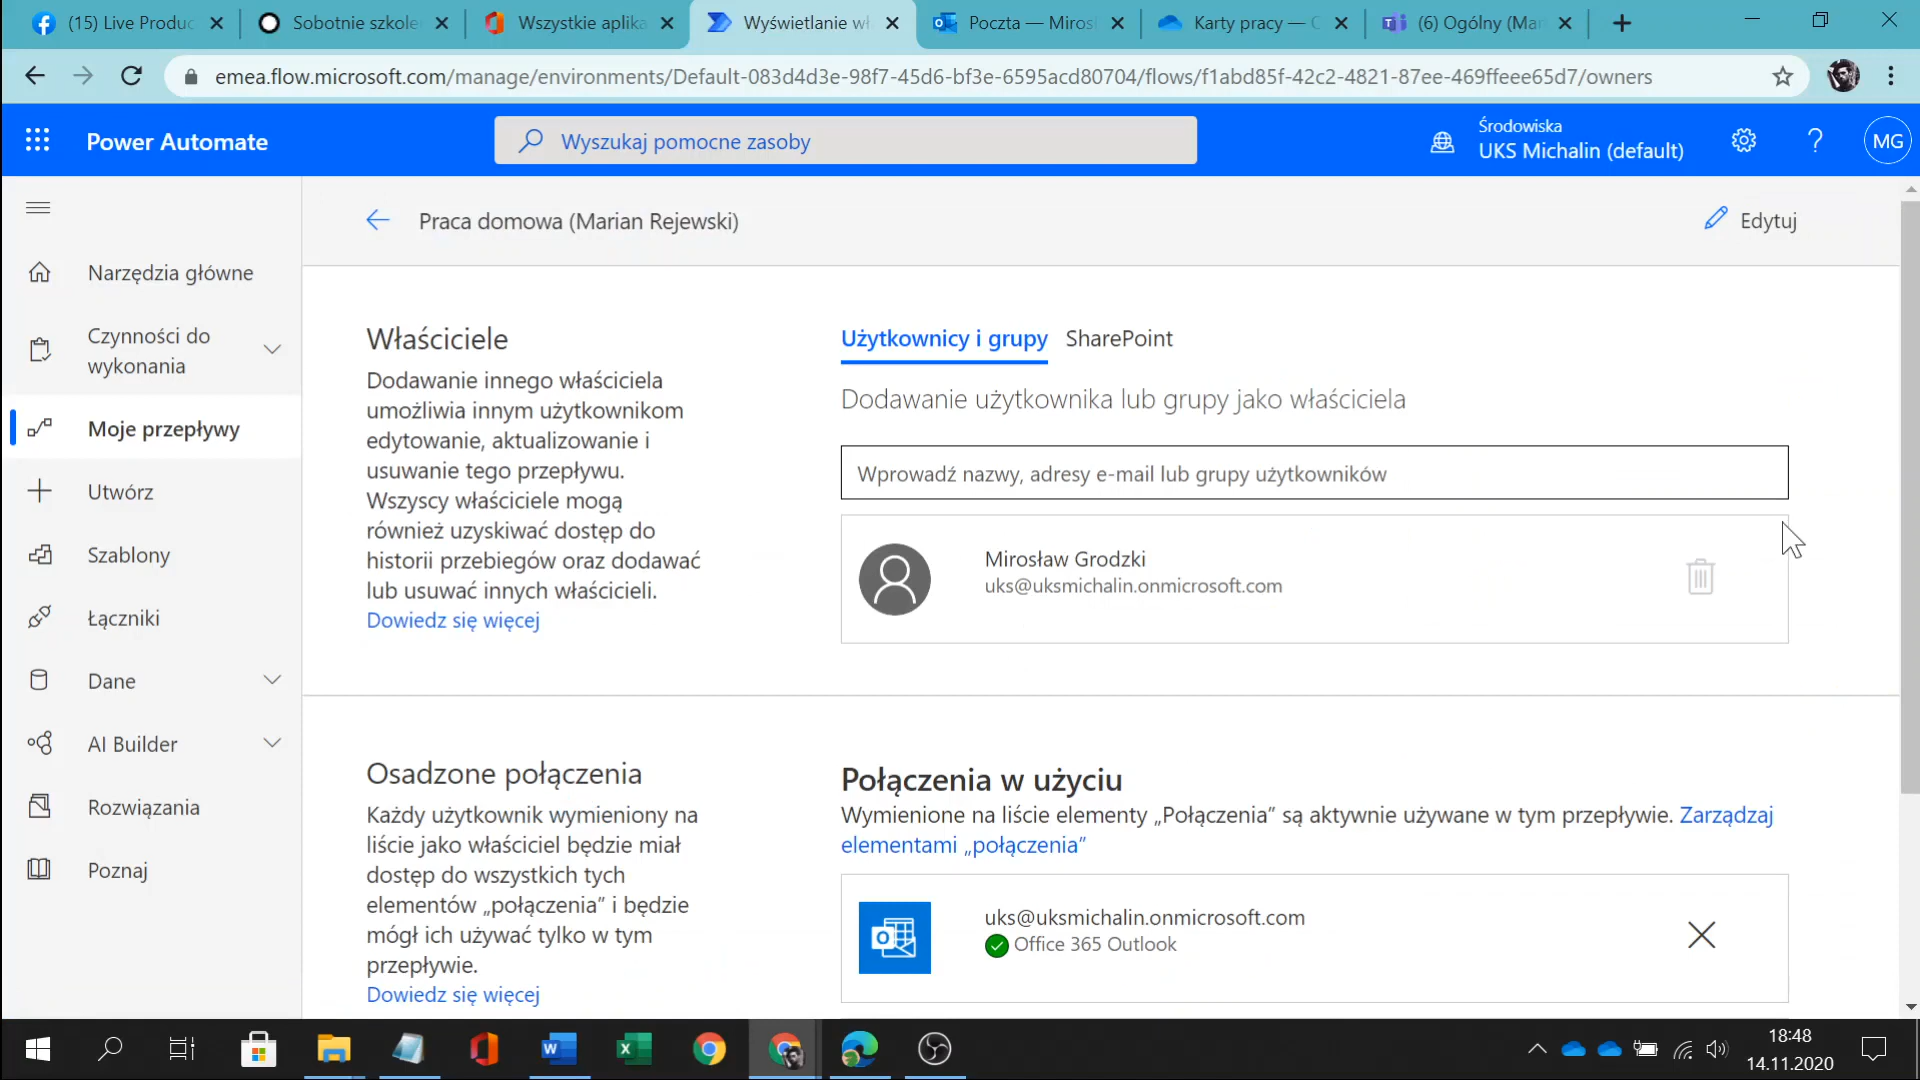 (15) Live Produc
Sobotnie szkole
Wszystkie aplika
Wyświetlanie wł
Poczta — Miros
Karty pracy — O
(6) Ogólny (Mar
emea.flow.microsoft.com/manage/environments/Default-083d4d3e-98f7-45d6-bf3e-6595acd80704/flows/f1abd85f-42c2-4821-87ee-469ffeee65d7/owners
Power Automate
Wyszukaj pomocne zasoby
Środowiska
UKS Michalin (default)
?
MG
Praca domowa (Marian Rejewski)
Edytuj
Narzędzia główne
Czynności do
wykonania
Moje przepływy
Utwórz
Szablony
Łączniki
Dane
AI Builder
Rozwiązania
Poznaj
Właściciele
Dodawanie innego właściciela
umożliwia innym użytkownikom
edytowanie, aktualizowanie i
usuwanie tego przepływu.
Wszyscy właściciele mogą
również uzyskiwać dostęp do
historii przebiegów oraz dodawać
lub usuwać innych właścicieli.
Dowiedz się więcej
Użytkownicy i grupy
SharePoint
Dodawanie użytkownika lub grupy jako właściciela
Wprowadź nazwy, adresy e-mail lub grupy użytkowników
Mirosław Grodzki
uks@uksmichalin.onmicrosoft.com
Osadzone połączenia
Każdy użytkownik wymieniony na
liście jako właściciel będzie miał
dostęp do wszystkich tych
elementów „połączenia” i będzie
mógł ich używać tylko w tym
przepływie.
Dowiedz się więcej
Połączenia w użyciu
Wymienione na liście elementy „Połączenia” są aktywnie używane w tym przepływie. Zarządzaj
elementami „połączenia”
uks@uksmichalin.onmicrosoft.com
Office 365 Outlook
18:48
14.11.2020